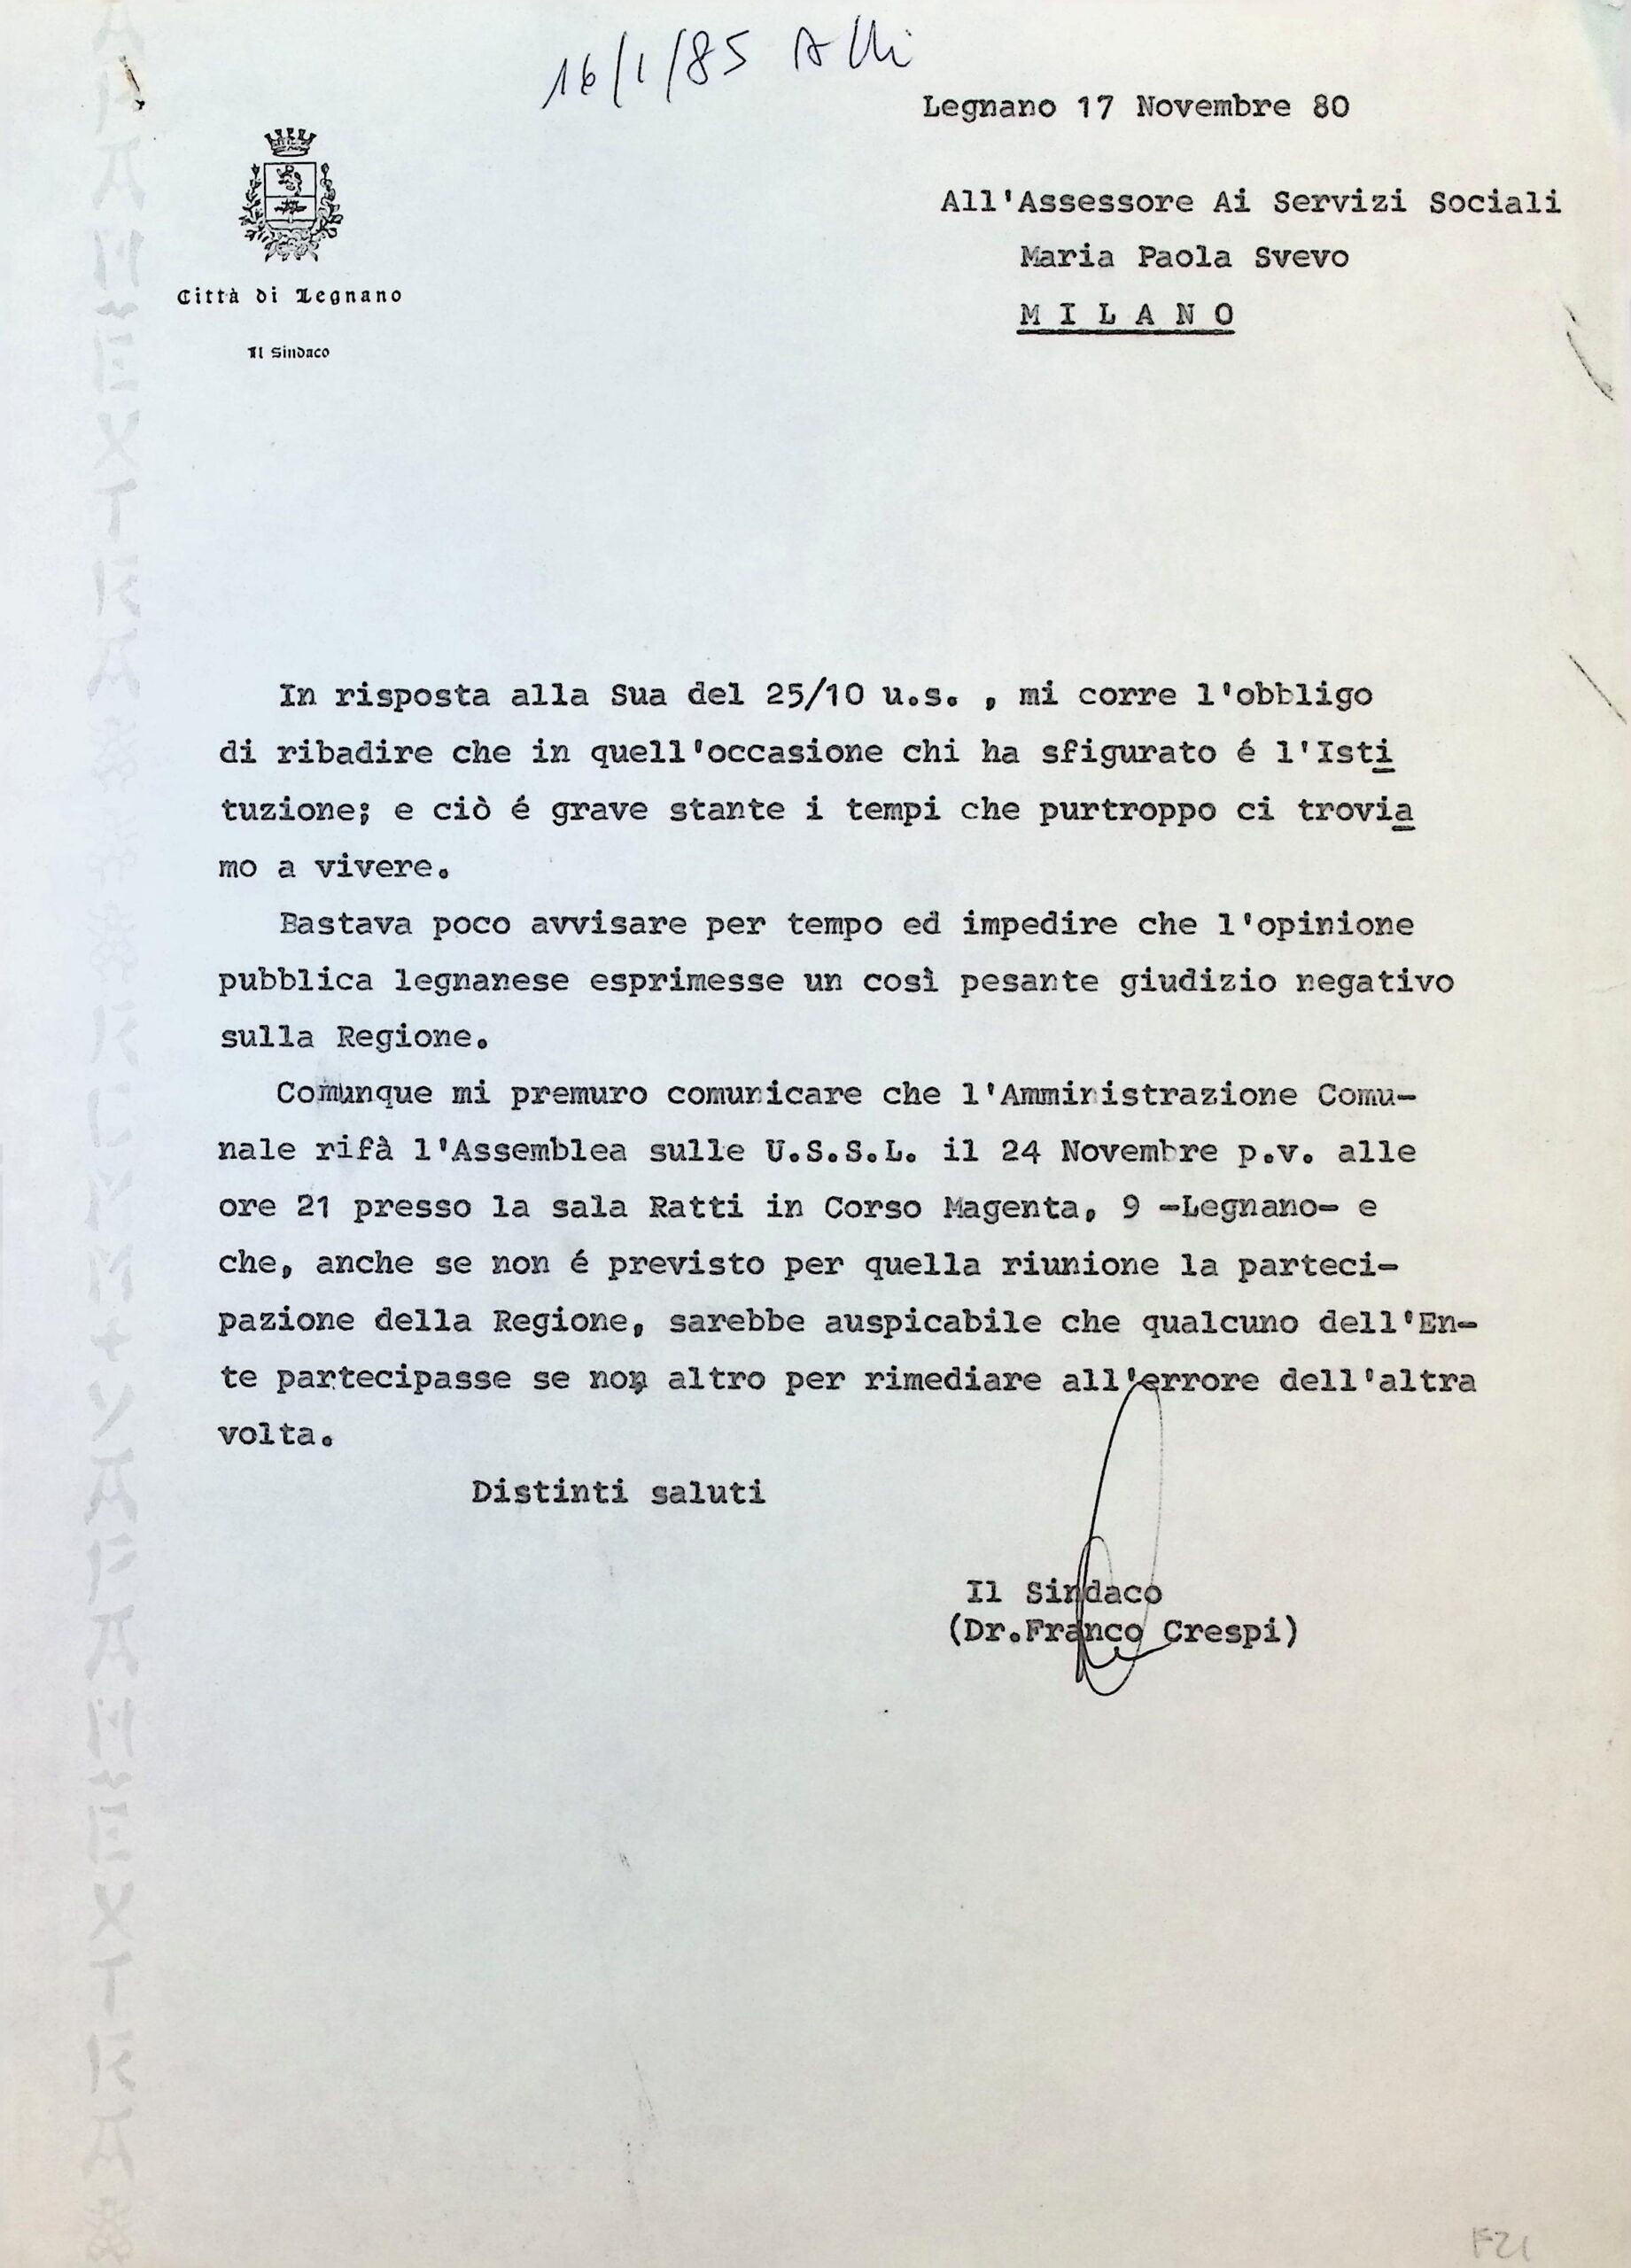 16/1/85 Alli
Legnano 17 Novembre 80
All'Assessore Ai Servizi Sociali
Maria Paola Svevo
M I L A N O
Città di Legnano
Il Sindaco
In risposta alla Sua del 25/10 u.s. , mi corre l'obbligo
di ribadire che in quell'occasione chi ha sfigurato é l'Isti
tuzione; e ciò é grave stante i tempi che purtroppo ci trovia
mo a vivere.
Bastava poco avvisare per tempo ed impedire che l'opinione
pubblica legnanese esprimesse un così pesante giudizio negativo
sulla Regione.
Comunque mi premuro comunicare che l'Amministrazione Comu-
nale rifà l'Assemblea sulle U.S.S.L. il 24 Novembre p.v. alle
ore 21 presso la sala Ratti in Corso Magenta, 9 -Legnano- e
che, anche se non é previsto per quella riunione la parteci-
pazione della Regione, sarebbe auspicabile che qualcuno dell'En-
te partecipasse se non altro per rimediare all'errore dell'altra
volta.
Distinti saluti
Il Sindaco
(Dr.Franco Crespi)
F21